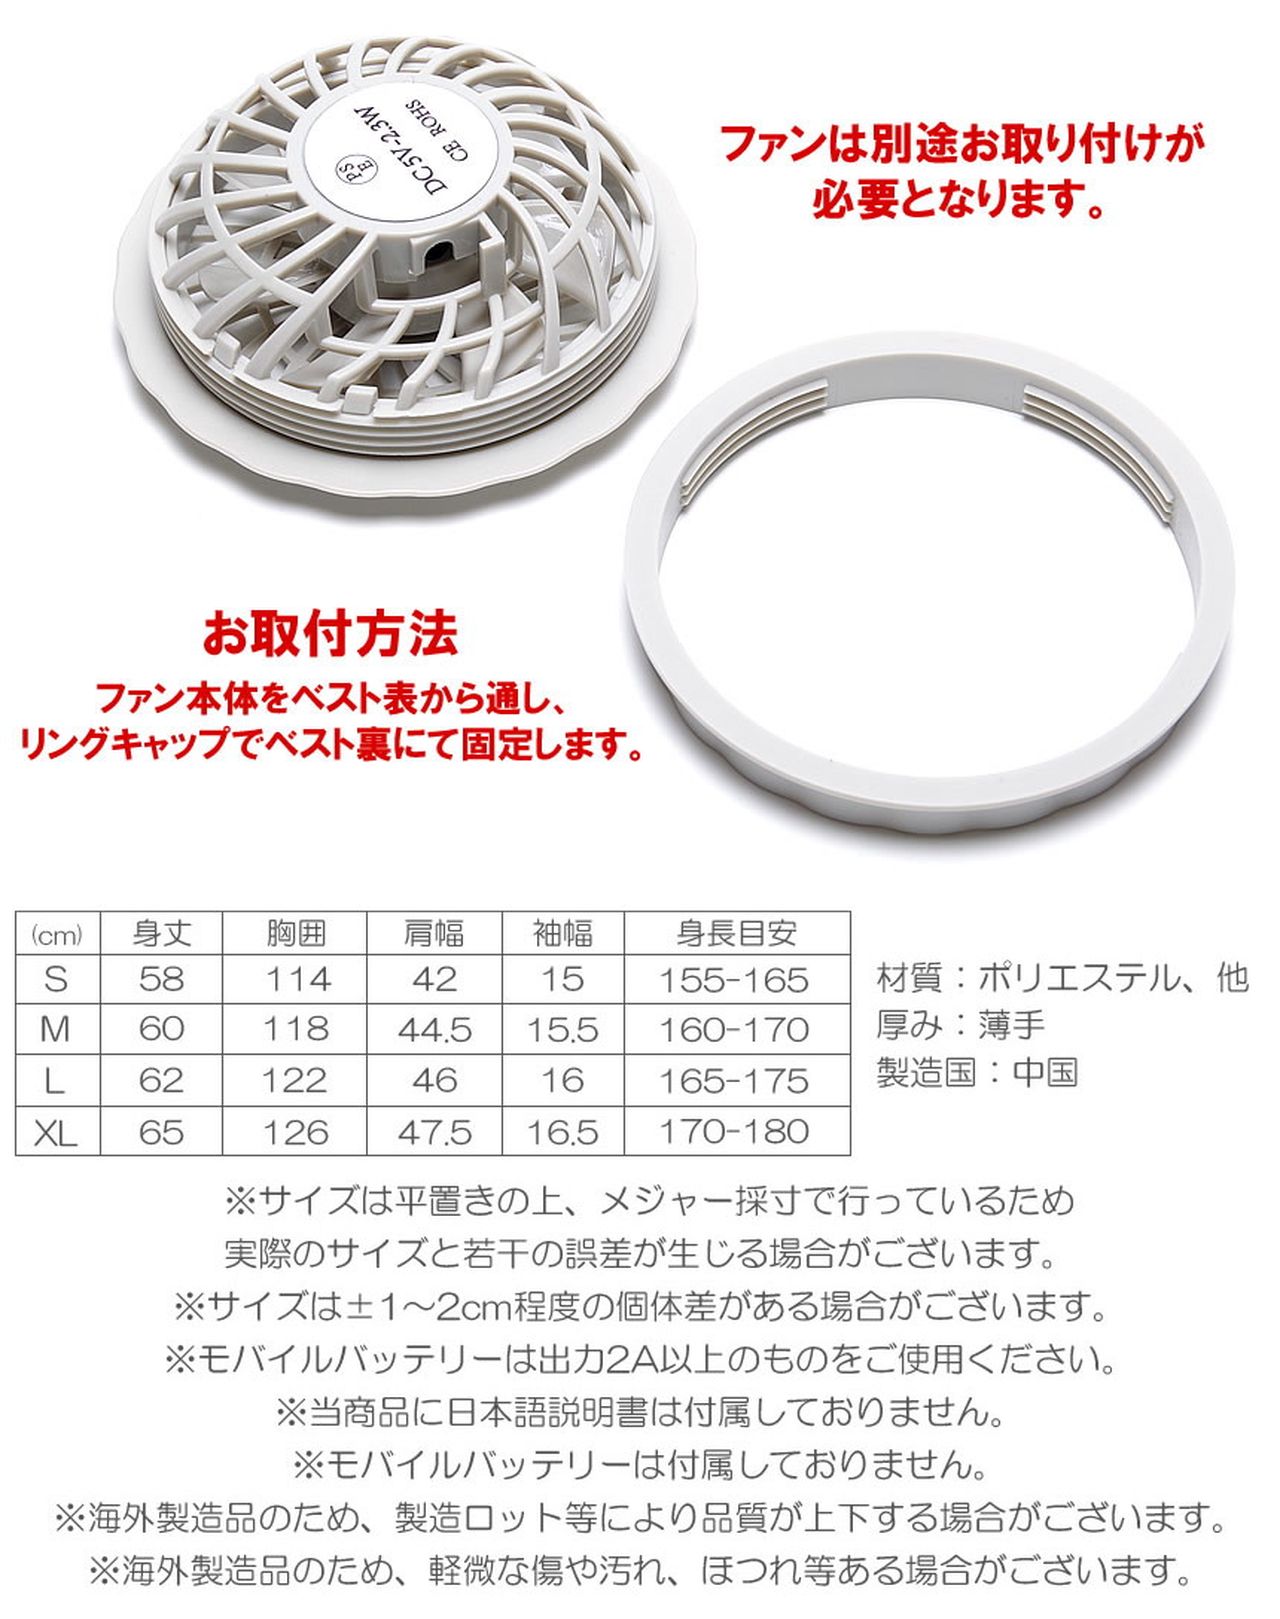 DC5V-2.3W
CE ROHS
PS
E
ファンは別途お取り付けが
必要となります。
お取付方法
ファン本体をベスト表から通し、
リングキャップでベスト裏にて固定します。
(cm) 身丈 胸囲 肩幅 袖幅 身長目安
S 58 114 42 15 155-165
M 60 118 44.5 15.5 160-170
L 62 122 46 16 165-175
XL 65 126 47.5 16.5 170-180
材質：ポリエステル、他
厚み：薄手
製造国：中国
※サイズは平置きの上、メジャー採寸で行っているため
実際のサイズと若干の誤差が生じる場合がございます。
※サイズは±1〜2cm程度の個体差がある場合がございます。
※モバイルバッテリーは出力2A以上のものをご使用ください。
※当商品に日本語説明書は付属しておりません。
※モバイルバッテリーは付属しておりません。
※海外製造品のため、製造ロット等により品質が上下する場合がございます。
※海外製造品のため、軽微な傷や汚れ、ほつれ等ある場合がございます。